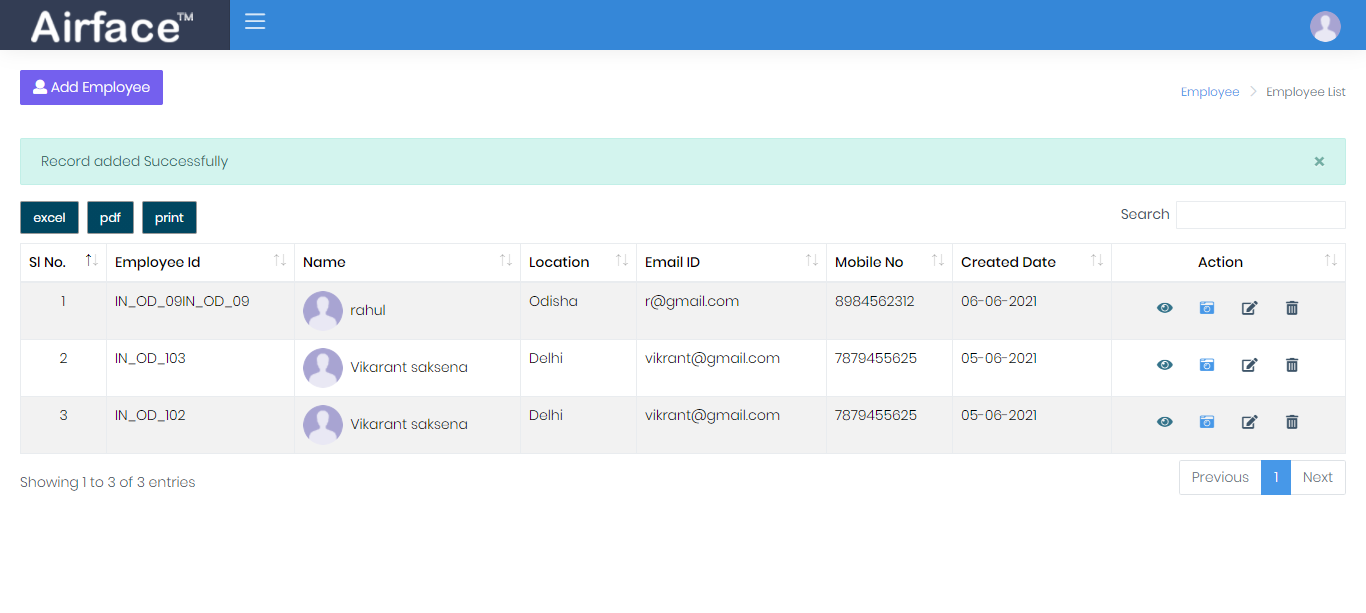 Airface™
Add Employee
Employee > Employee List
Record added Successfully ×
excel pdf print Search
Sl No. Employee Id Name Location Email ID Mobile No Created Date Action
1 IN_OD_09IN_OD_09 rahul Odisha r@gmail.com 8984562312 06-06-2021
2 IN_OD_103 Vikarant saksena Delhi vikrant@gmail.com 7879455625 05-06-2021
3 IN_OD_102 Vikarant saksena Delhi vikrant@gmail.com 7879455625 05-06-2021
Showing 1 to 3 of 3 entries Previous 1 Next